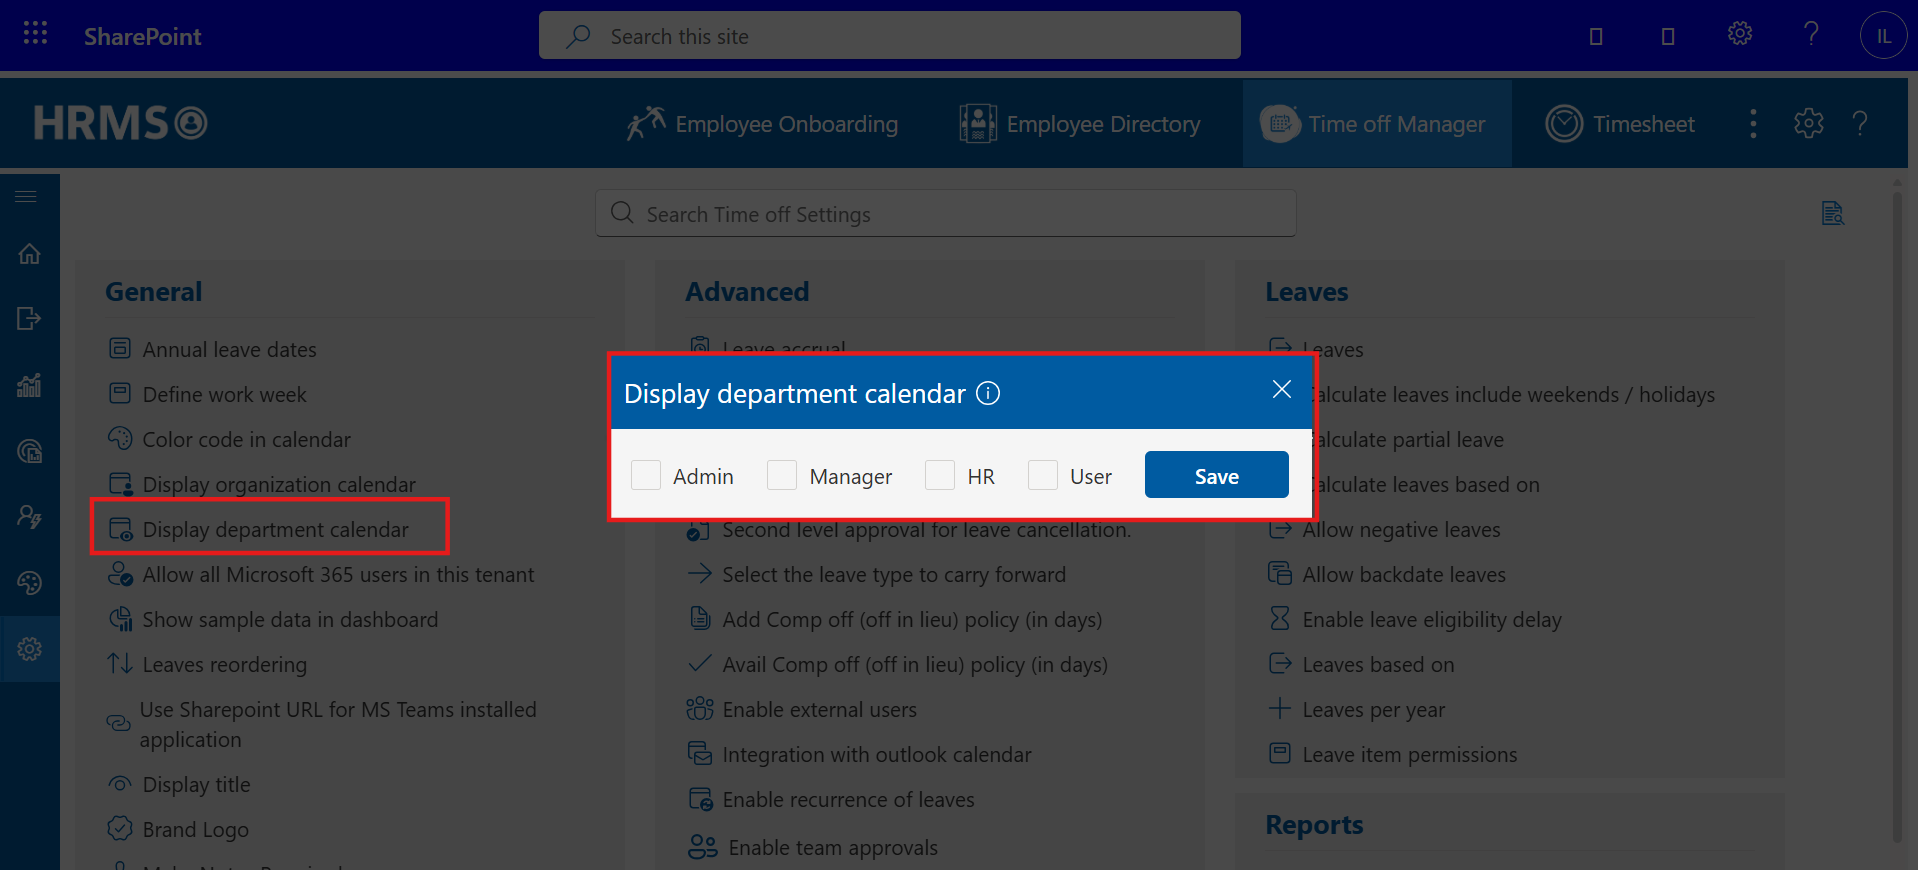 SharePoint
Search this site
IL
HRMS
Employee Onboarding
Employee Directory
Time off Manager
Timesheet
Search Time off Settings
General
Annual leave dates
Define work week
Color code in calendar
Display organization calendar
Display department calendar
Allow all Microsoft 365 users in this tenant
Show sample data in dashboard
Leaves reordering
Use Sharepoint URL for MS Teams installed
application
Display title
Brand Logo
Advanced
Leave accrual
Display department calendar
Admin
Manager
HR
User
Save
Second level approval for leave cancellation.
Select the leave type to carry forward
Add Comp off (off in lieu) policy (in days)
Avail Comp off (off in lieu) policy (in days)
Enable external users
Integration with outlook calendar
Enable recurrence of leaves
Enable team approvals
Leaves
Leaves
alculate leaves include weekends / holidays
alculate partial leave
alculate leaves based on
Allow negative leaves
Allow backdate leaves
Enable leave eligibility delay
Leaves based on
Leaves per year
Leave item permissions
Reports